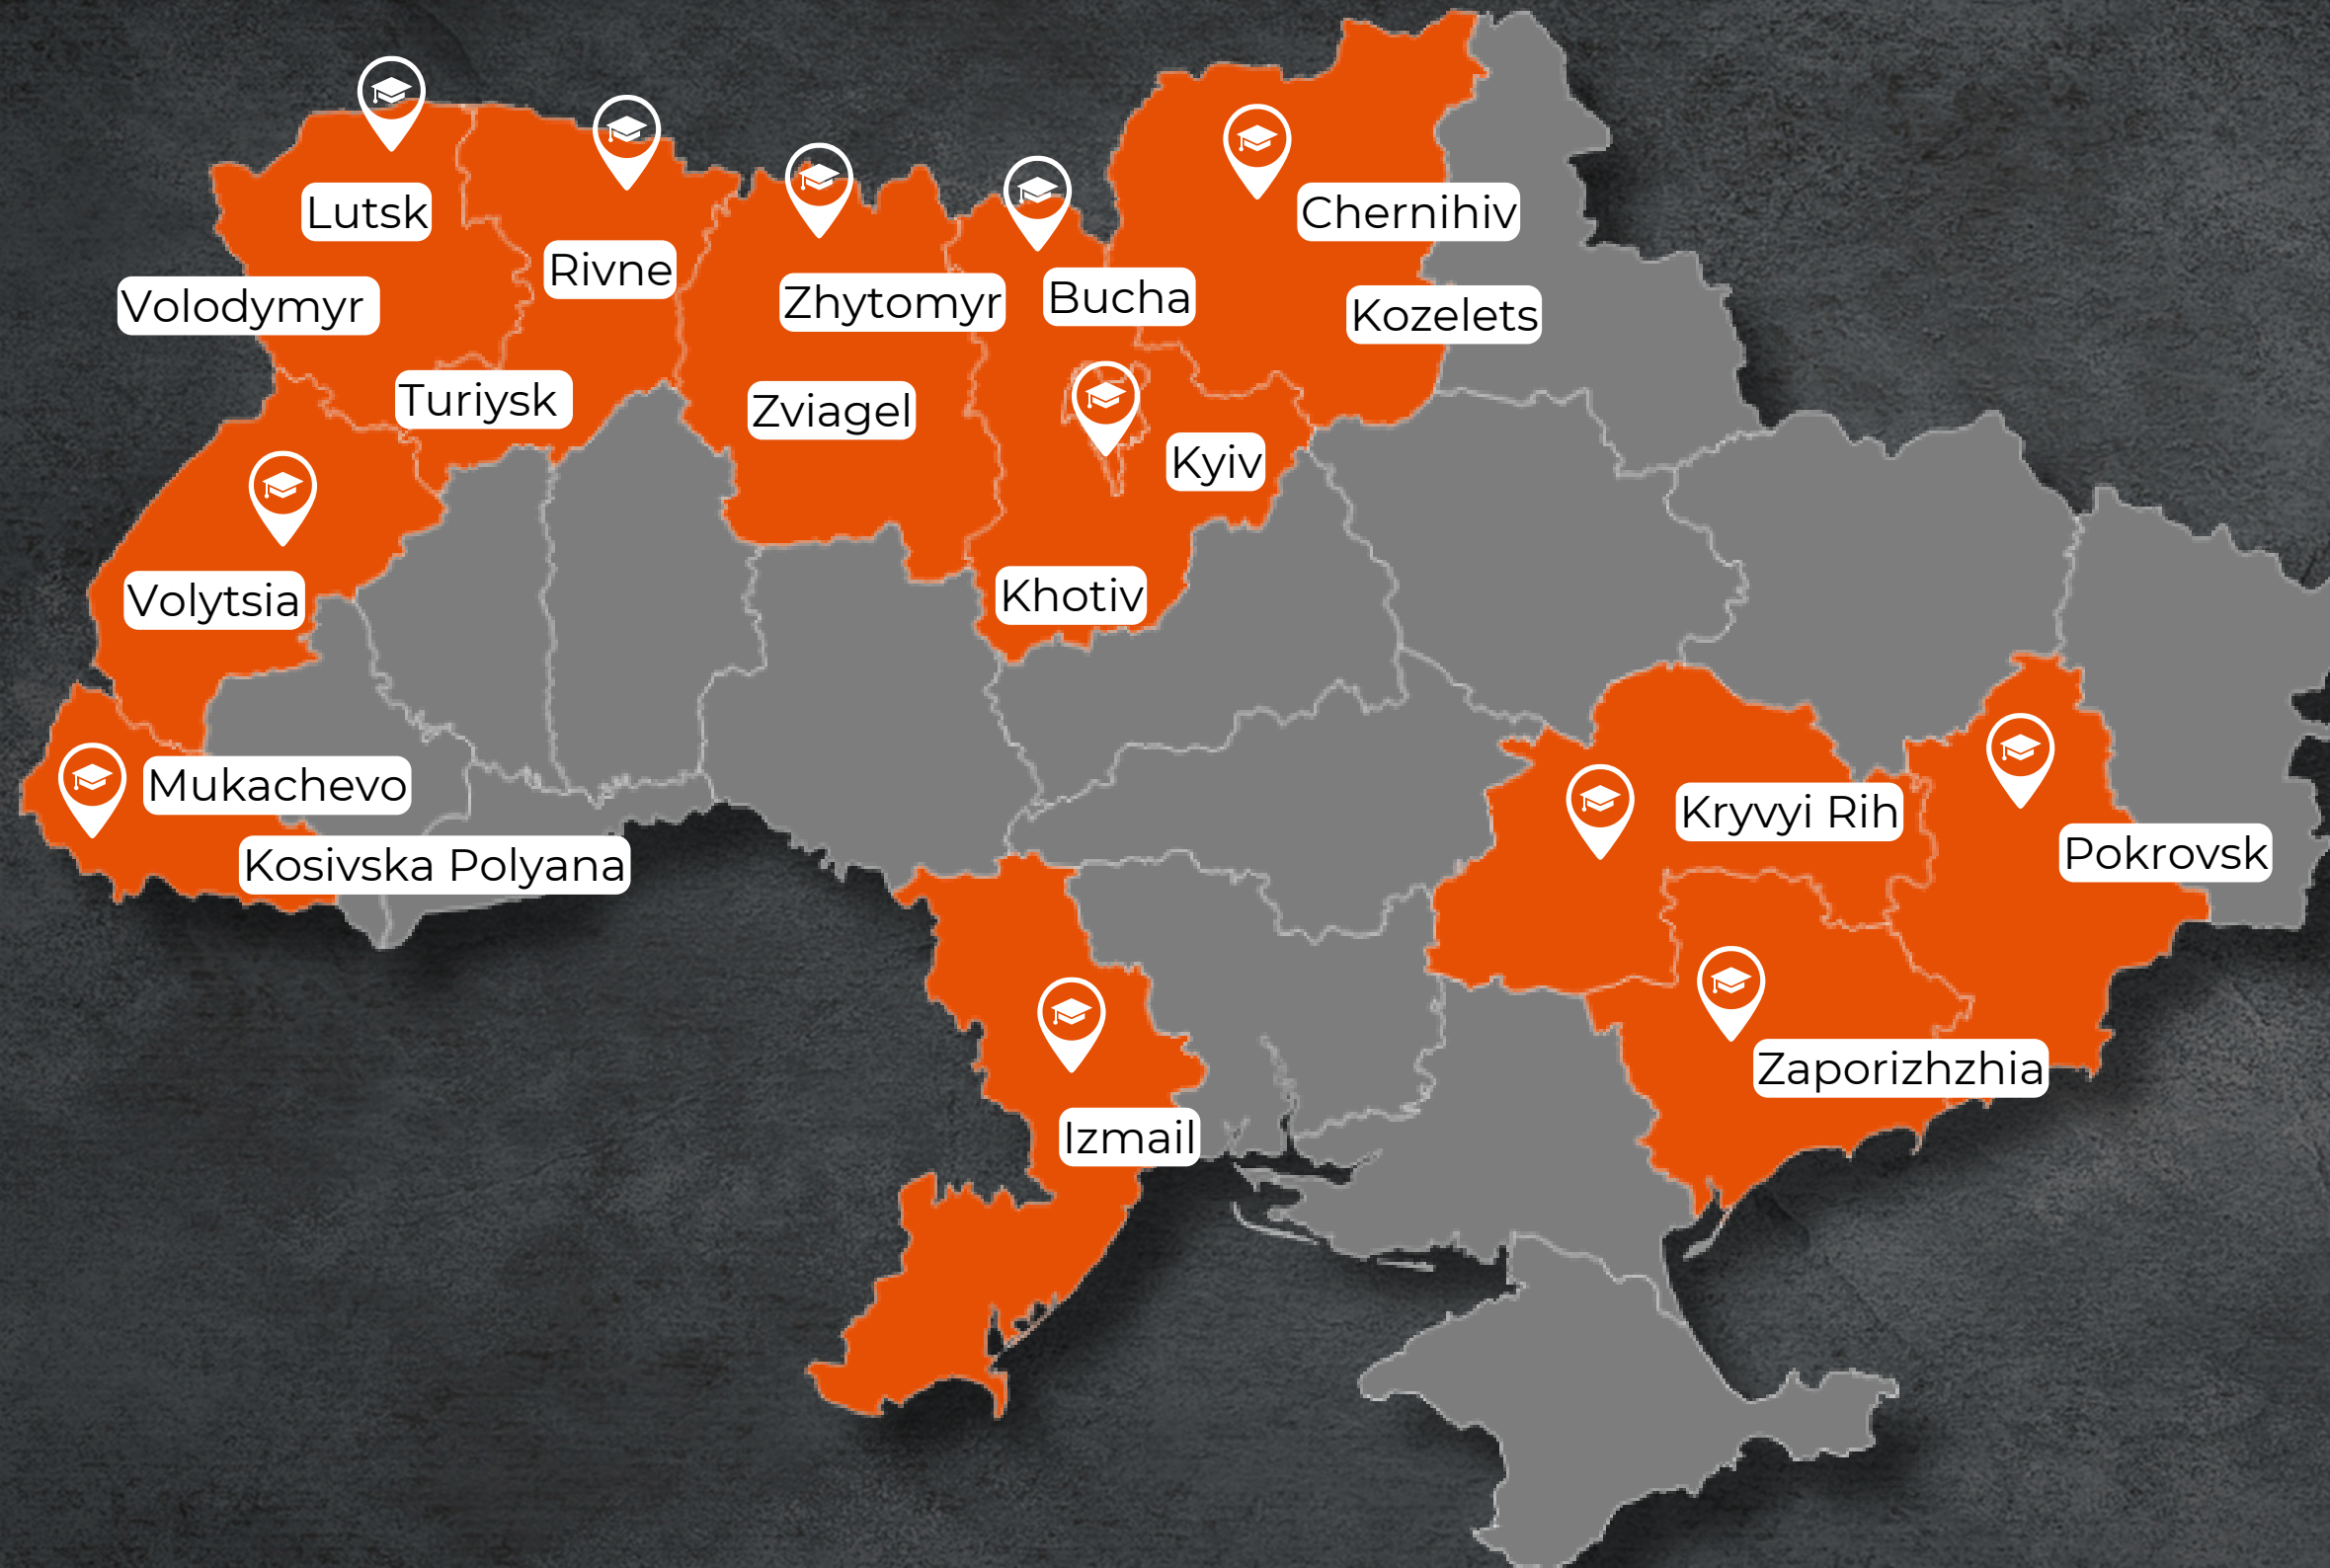 Lutsk
Chernihiv
Rivne
Volodymyr
Zhytomyr
Bucha
Kozelets
Turiysk
Zviagel
Kyiv
Volytsia
Khotiv
Mukachevo
Kosivska Polyana
Kryvyi Rih
Pokrovsk
Zaporizhzhia
Izmail